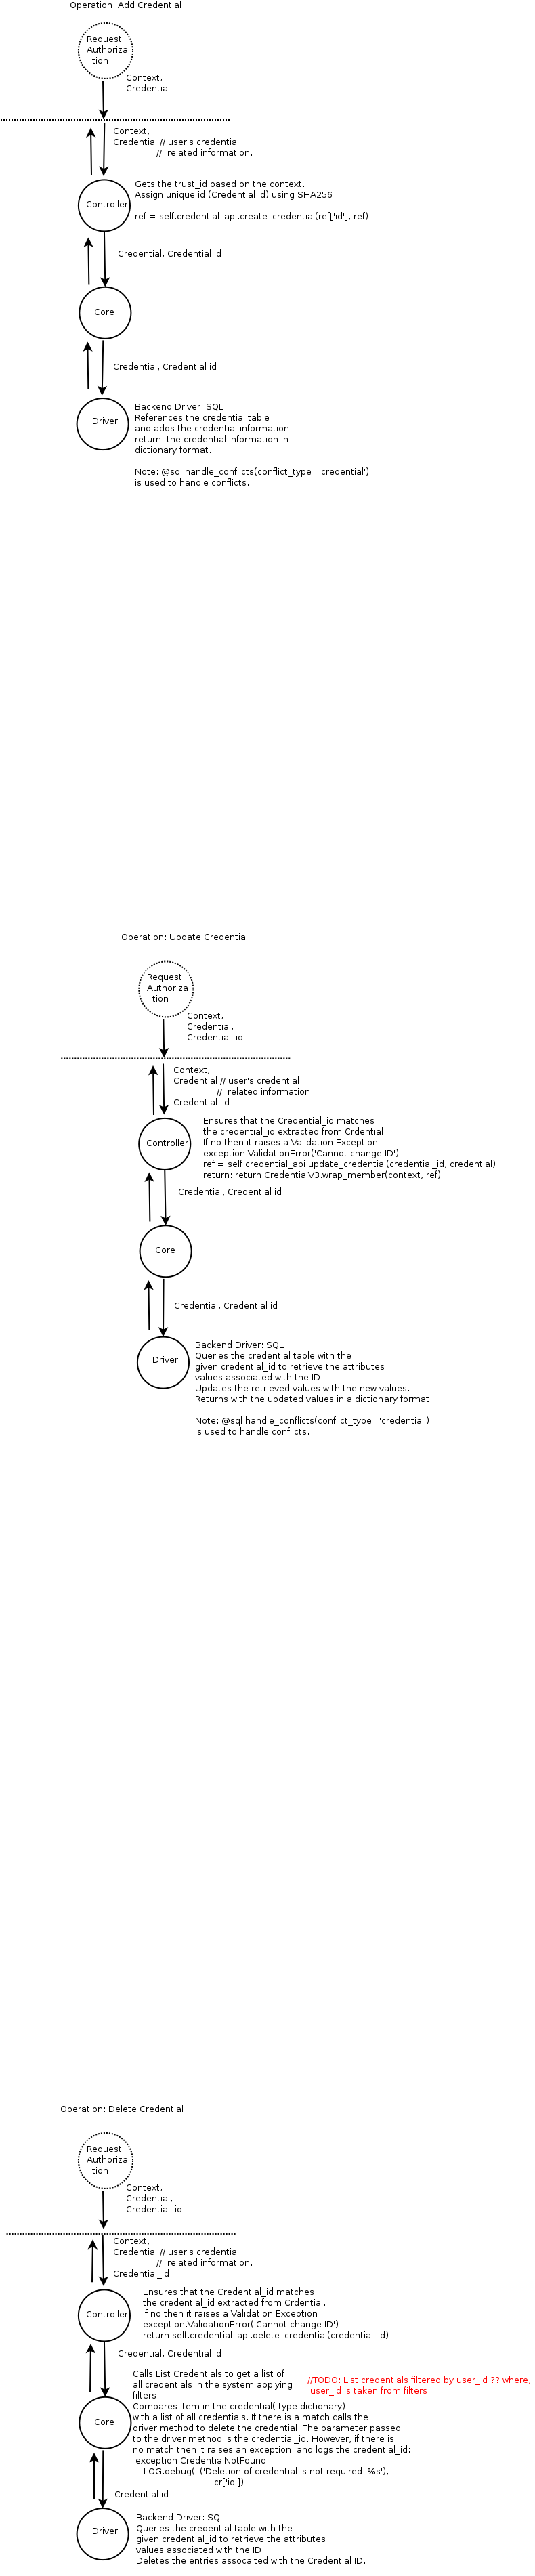 Operation: Add Credential
Request
Authoriza
tion
Context,
Credential
Context,
Credential // user's credential
// related information.
Gets the trust_id based on the context.
Assign unique id (Credential Id) using SHA256
Controller
ref = self.credential_api.create_credential(ref['id'], ref)
Credential, Credential id
Core
Credential, Credential id
Driver
Backend Driver: SQL
References the credential table
and adds the credential information
return: the credential information in
dictionary format.
Note: @sql.handle_conflicts(conflict_type='credential')
is used to handle conflicts.
Operation: Update Credential
Request
Authoriza
tion
Context,
Credential,
Credential_id
Context,
Credential // user's credential
// related information.
Credential_id
Controller
Ensures that the Credential_id matches
the credential_id extracted from Crdential.
If no then it raises a Validation Exception
exception.ValidationError('Cannot change ID')
ref = self.credential_api.update_credential(credential_id, credential)
return: return CredentialV3.wrap_member(context, ref)
Credential, Credential id
Core
Credential, Credential id
Driver
Backend Driver: SQL
Queries the credential table with the
given credential_id to retrieve the attributes
values associated with the ID.
Updates the retrieved values with the new values.
Returns with the updated values in a dictionary format.
Note: @sql.handle_conflicts(conflict_type='credential')
is used to handle conflicts.
Operation: Delete Credential
Request
Authoriza
tion
Context,
Credential,
Credential_id
Context,
Credential // user's credential
// related information.
Credential_id
Controller
Ensures that the Credential_id matches
the credential_id extracted from Crdential.
If no then it raises a Validation Exception
exception.ValidationError('Cannot change ID')
return self.credential_api.delete_credential(credential_id)
Credential, Credential id
Calls List Credentials to get a list of
all credentials in the system applying
filters.
//TODO: List credentials filtered by user_id ?? where,
user_id is taken from filters
Core
Compares item in the credential( type dictionary)
with a list of all credentials. If there is a match calls the
driver method to delete the credential. The parameter passed
to the driver method is the credential_id. However, if there is
no match then it raises an exception and logs the credential_id:
exception.CredentialNotFound:
LOG.debug(_('Deletion of credential is not required: %s'),
cr['id'])
Credential id
Driver
Backend Driver: SQL
Queries the credential table with the
given credential_id to retrieve the attributes
values associated with the ID.
Deletes the entries assocaited with the Credential ID.